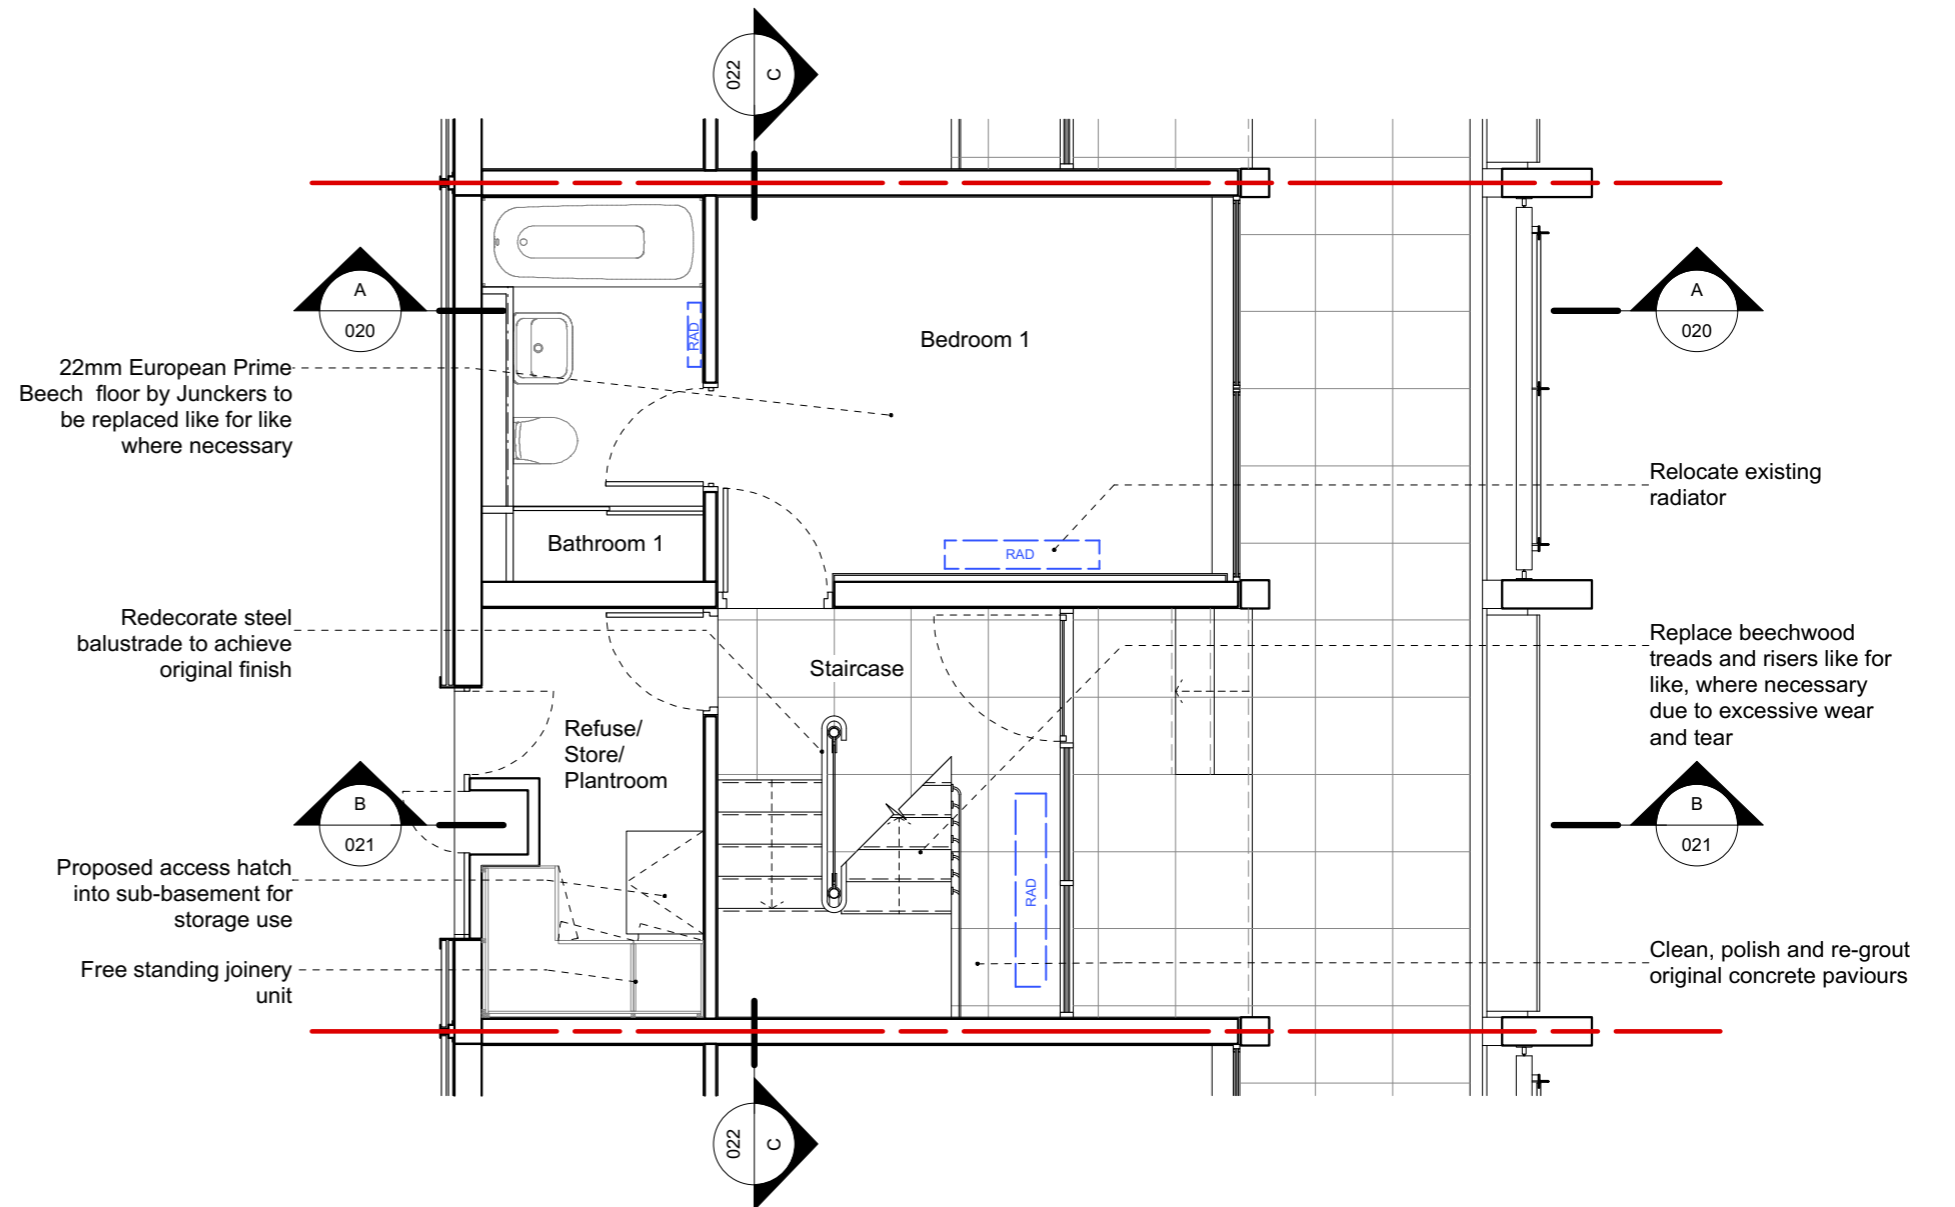 022
C
A
020
A
020
22mm European Prime
Beech floor by Junckers to
be replaced like for like
where necessary
RAD
Bedroom 1
Relocate existing
radiator
RAD
Bathroom 1
Redecorate steel
balustrade to achieve
original finish
Staircase
Replace beechwood
treads and risers like for
like, where necessary
due to excessive wear
and tear
Refuse/
Store/
Plantroom
B
021
B
021
Proposed access hatch
into sub-basement for
storage use
RAD
Free standing joinery
unit
Clean, polish and re-grout
original concrete paviours
022
C